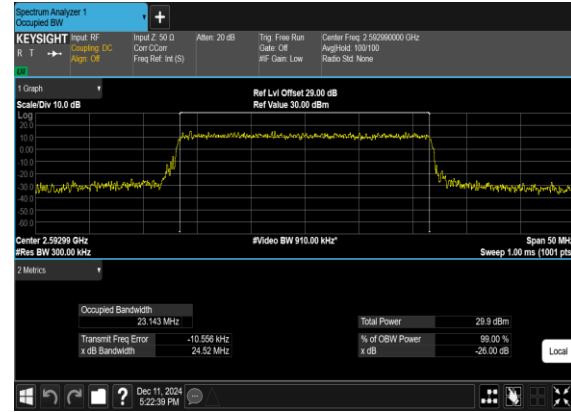 Spectrum Analyzer 1
Occupied BW
KEYSIGHT Input: RF Input Z: 50 Ω Atten: 20 dB Trig: Free Run Center Freq: 2.592990000 GHz
R T Coupling: DC Corr CCorr Gate: Off Avg|Hold: 100/100
Align: Off Freq Ref: Int (S) #IF Gain: Low Radio Std: None
LV
1 Graph
Ref Lvl Offset 29.00 dB
Scale/Div 10.0 dB Ref Value 30.00 dBm
Log
20.0
10.0
0.00
-10.0
-20.0
-30.0
-40.0
-50.0
-60.0
Center 2.59299 GHz #Video BW 910.00 kHz* Span 50 MHz
#Res BW 300.00 kHz Sweep 1.00 ms (1001 pts
2 Metrics
Occupied Bandwidth
23.143 MHz Total Power 29.9 dBm
Transmit Freq Error -10.556 kHz % of OBW Power 99.00 %
x dB Bandwidth 24.52 MHz x dB -26.00 dB
Local
? Dec 11, 2024
5:22:39 PM